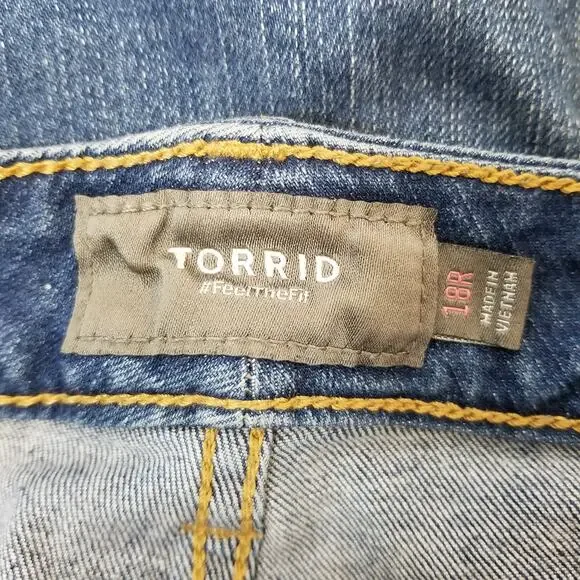 TORRID
#FeelTheFit
18R
MADE IN
VIETNAM